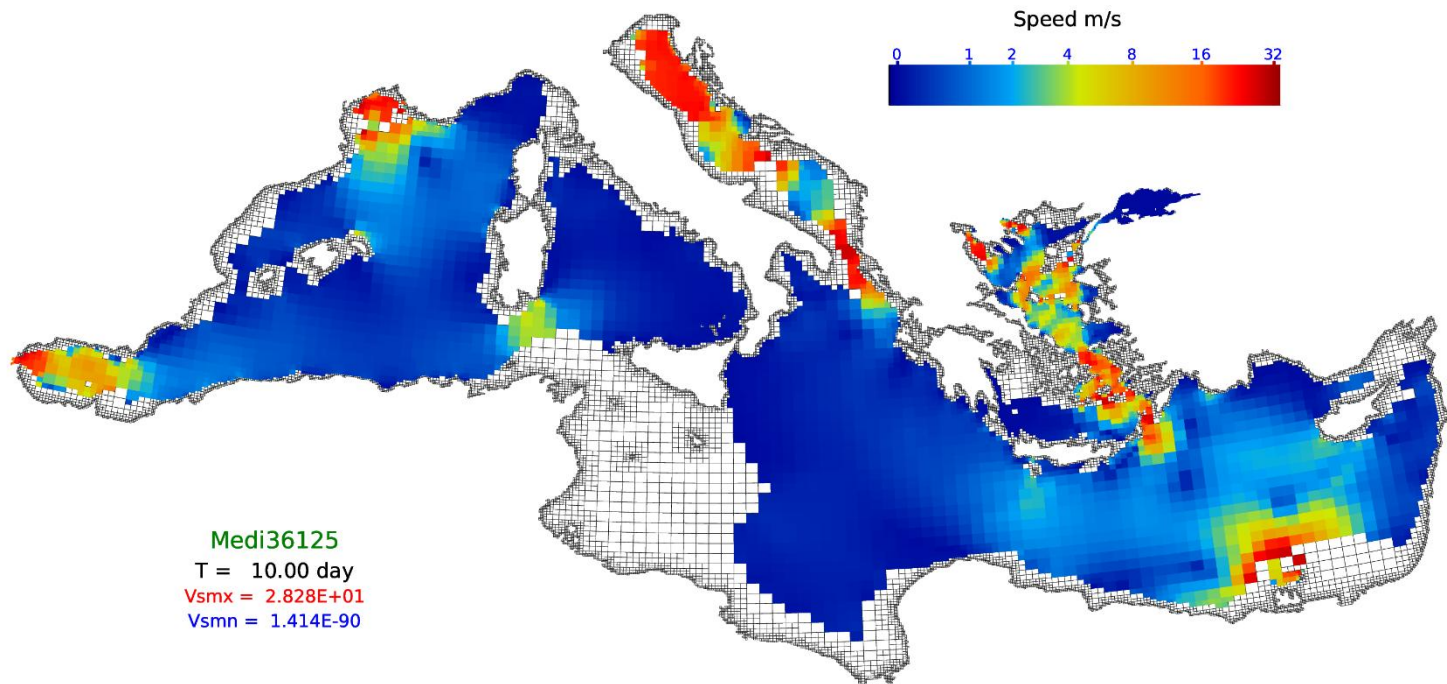 Speed m/s
0 1 2 4 8 16 32
Medi36125
T = 10.00 day
Vsmx = 2.828E+01
Vsmn = 1.414E-90